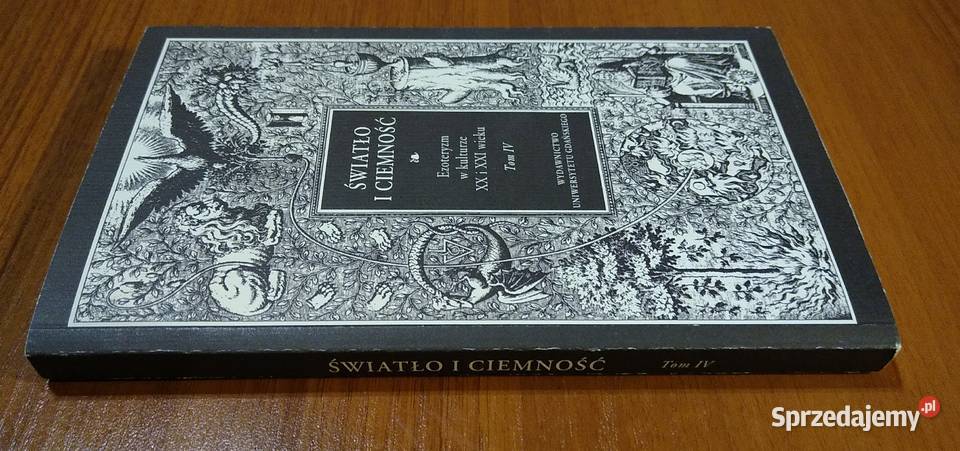 ŚWIATŁO
I CIEMNOŚĆ
Ezoteryzm
w kulturze
XX i XXI wieku
Tom IV
WYDAWNICTWO
UNIWERSYTETU GDAŃSKIEGO
ŚWIATŁO I CIEMNOŚĆ Tom IV
Sprzedajemy.pl